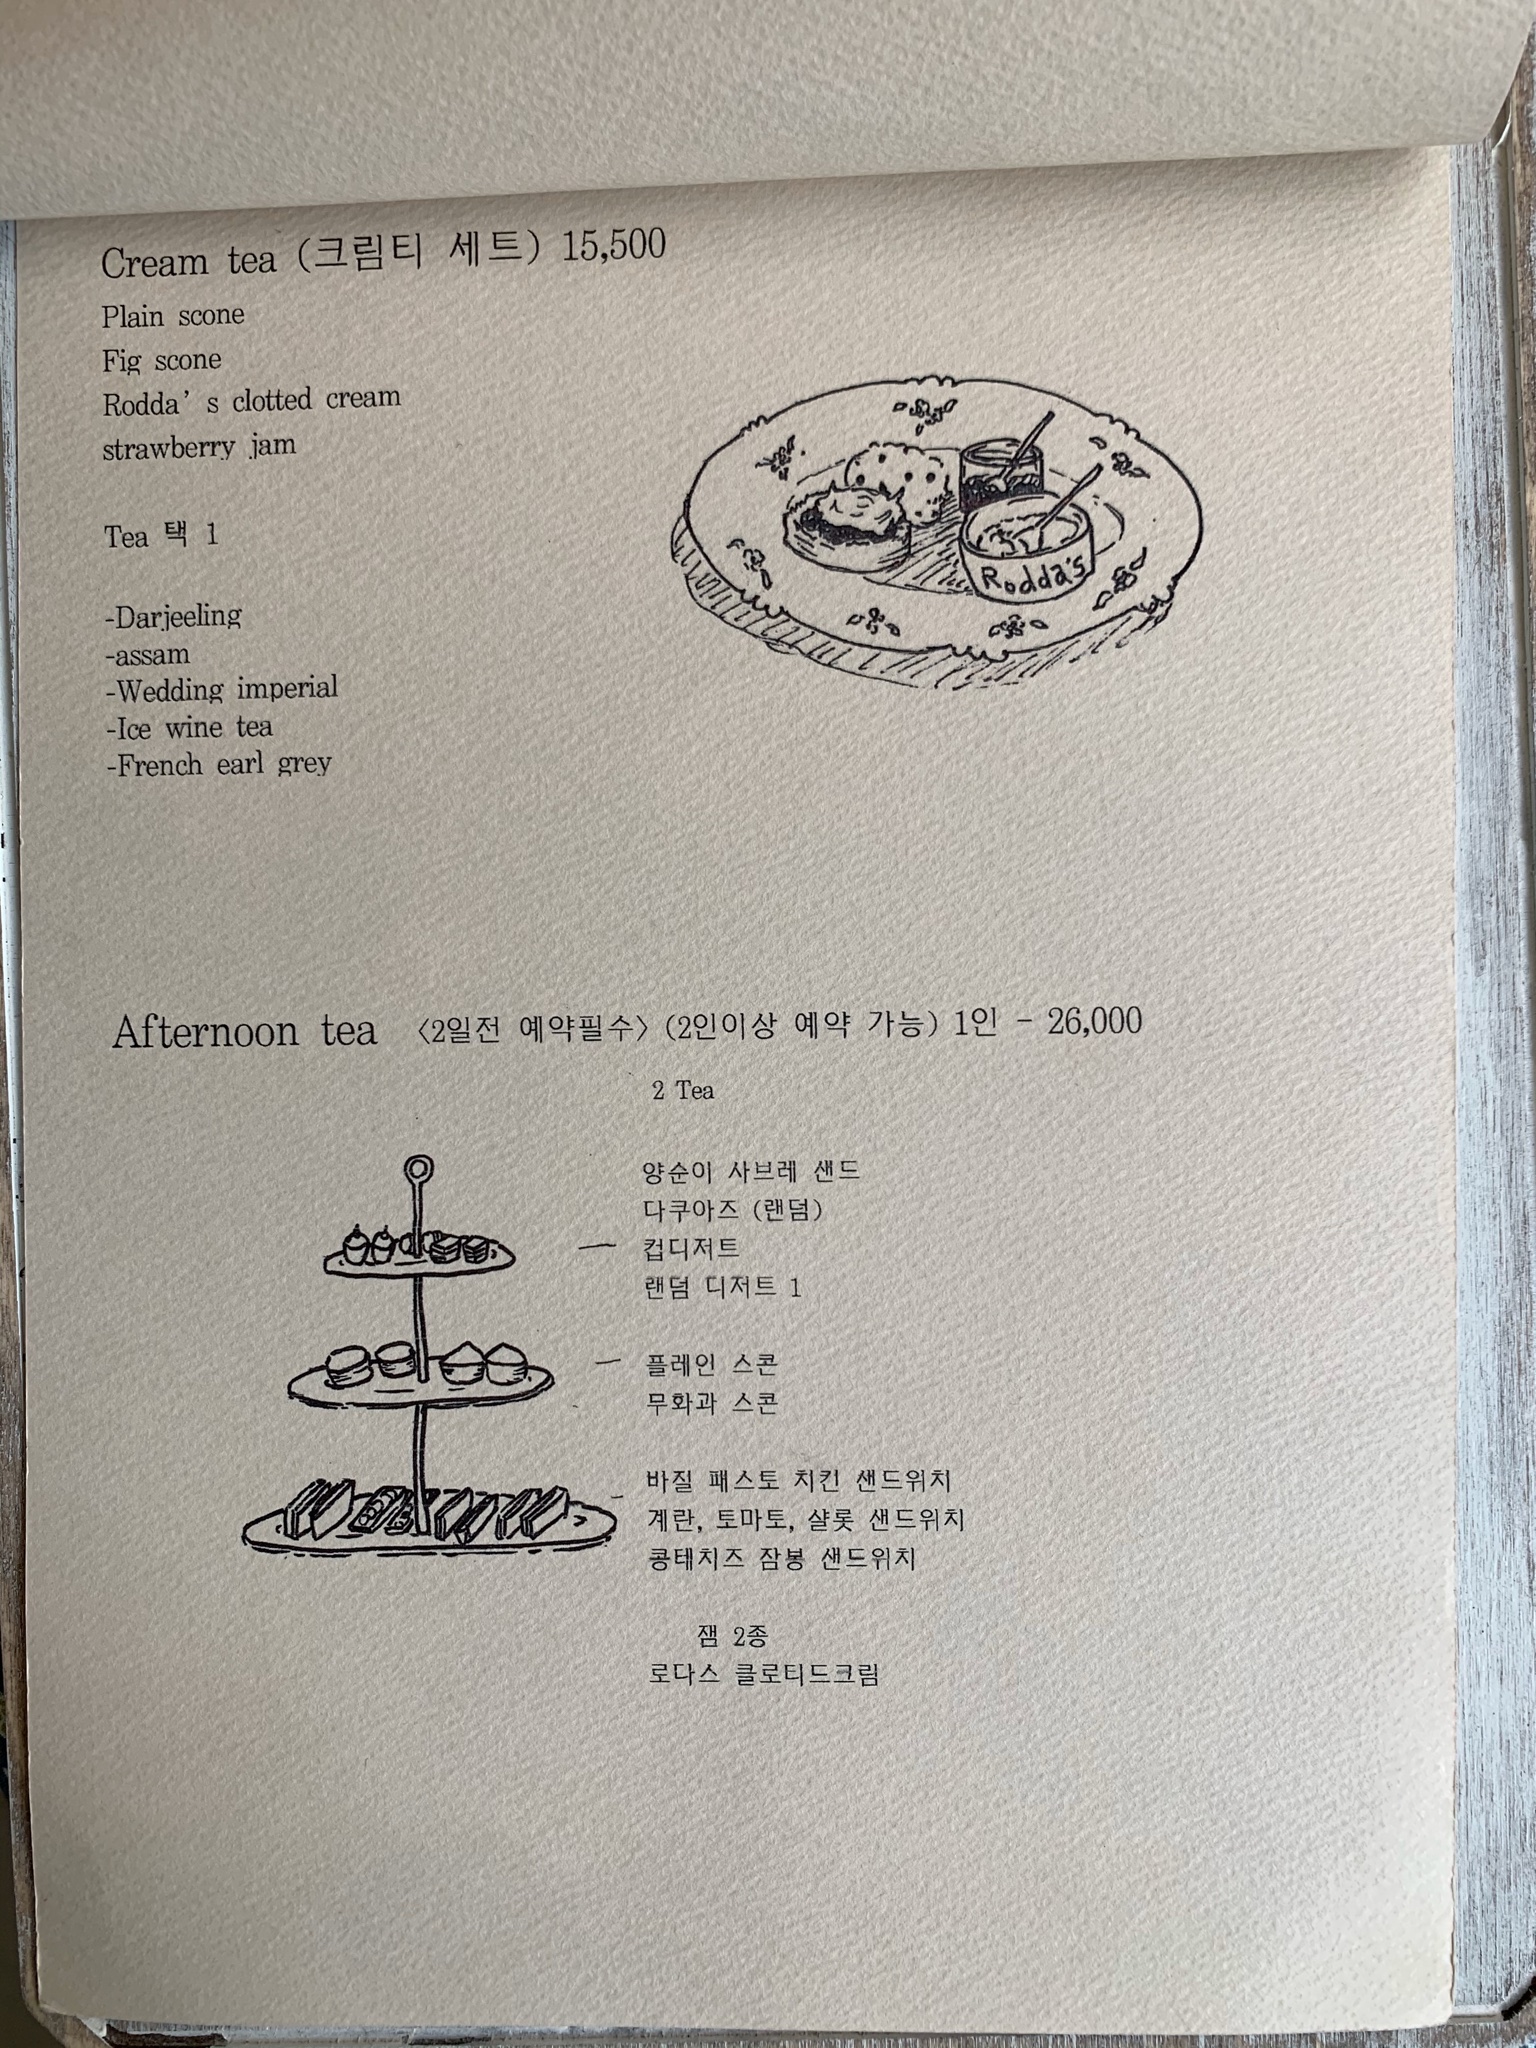 Cream tea (크림티 세트) 15,500
Plain scone
Fig scone
Rodda's clotted cream
strawberry jam
Tea 택 1
-Darjeeling
-assam
-Wedding imperial
-Ice wine tea
-French earl grey
Rodda's
Afternoon tea 〈2일전 예약필수〉 (2인이상 예약 가능) 1인 - 26,000
2 Tea
양순이 사브레 샌드
다쿠아즈 (랜덤)
컵디저트
랜덤 디저트 1
플레인 스콘
무화과 스콘
바질 패스토 치킨 샌드위치
계란, 토마토, 샬롯 샌드위치
콩테치즈 잠봉 샌드위치
잼 2종
로다스 클로티드크림